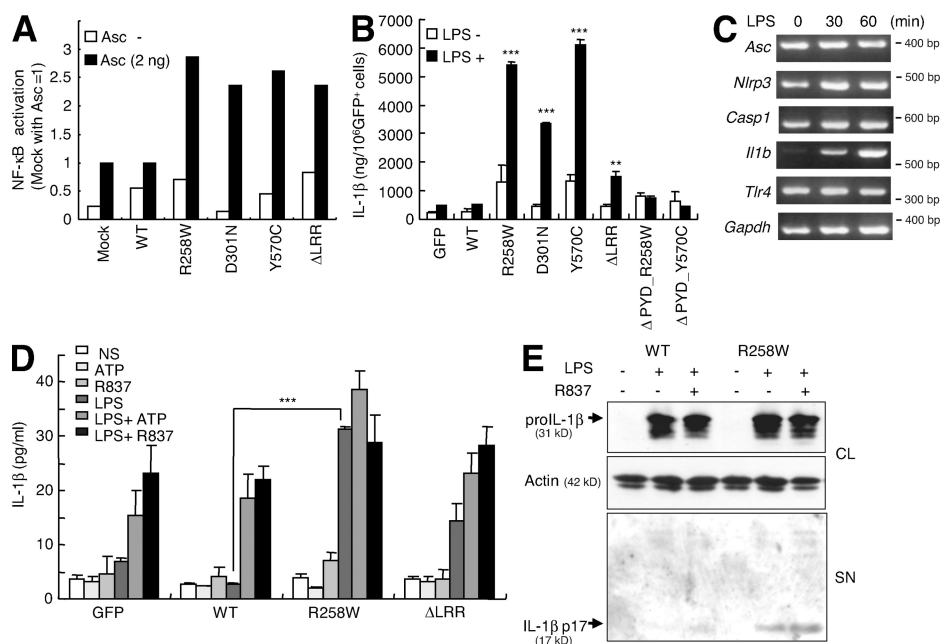 A
Asc -
Asc (2 ng)
NF-κB activation
(Mock with Asc =1)
3
2.5
2
1.5
1
0.5
0
Mock
WT
R258W
D301N
Y570C
ΔLRR
B
LPS -
LPS +
IL-1β (ng/10⁶GFP⁺ cells)
7000
6000
5000
4000
3000
2000
1000
0
***
***
***
**
GFP
WT
R258W
D301N
Y570C
ΔLRR
Δ PYD_R258W
Δ PYD_Y570C
C
LPS 0 30 60 (min)
Asc 400 bp
Nlrp3 500 bp
Casp1 600 bp
Il1b 500 bp
Tlr4 300 bp
Gapdh 400 bp
D
NS
ATP
R837
LPS
LPS+ ATP
LPS+ R837
IL-1β (pg/ml)
40
30
20
10
0
***
GFP WT R258W ΔLRR
E
WT R258W
LPS - + + - + +
R837 - - + - - +
proIL-1β
(31 kD)
CL
Actin (42 kD)
SN
IL-1β p17
(17 kD)